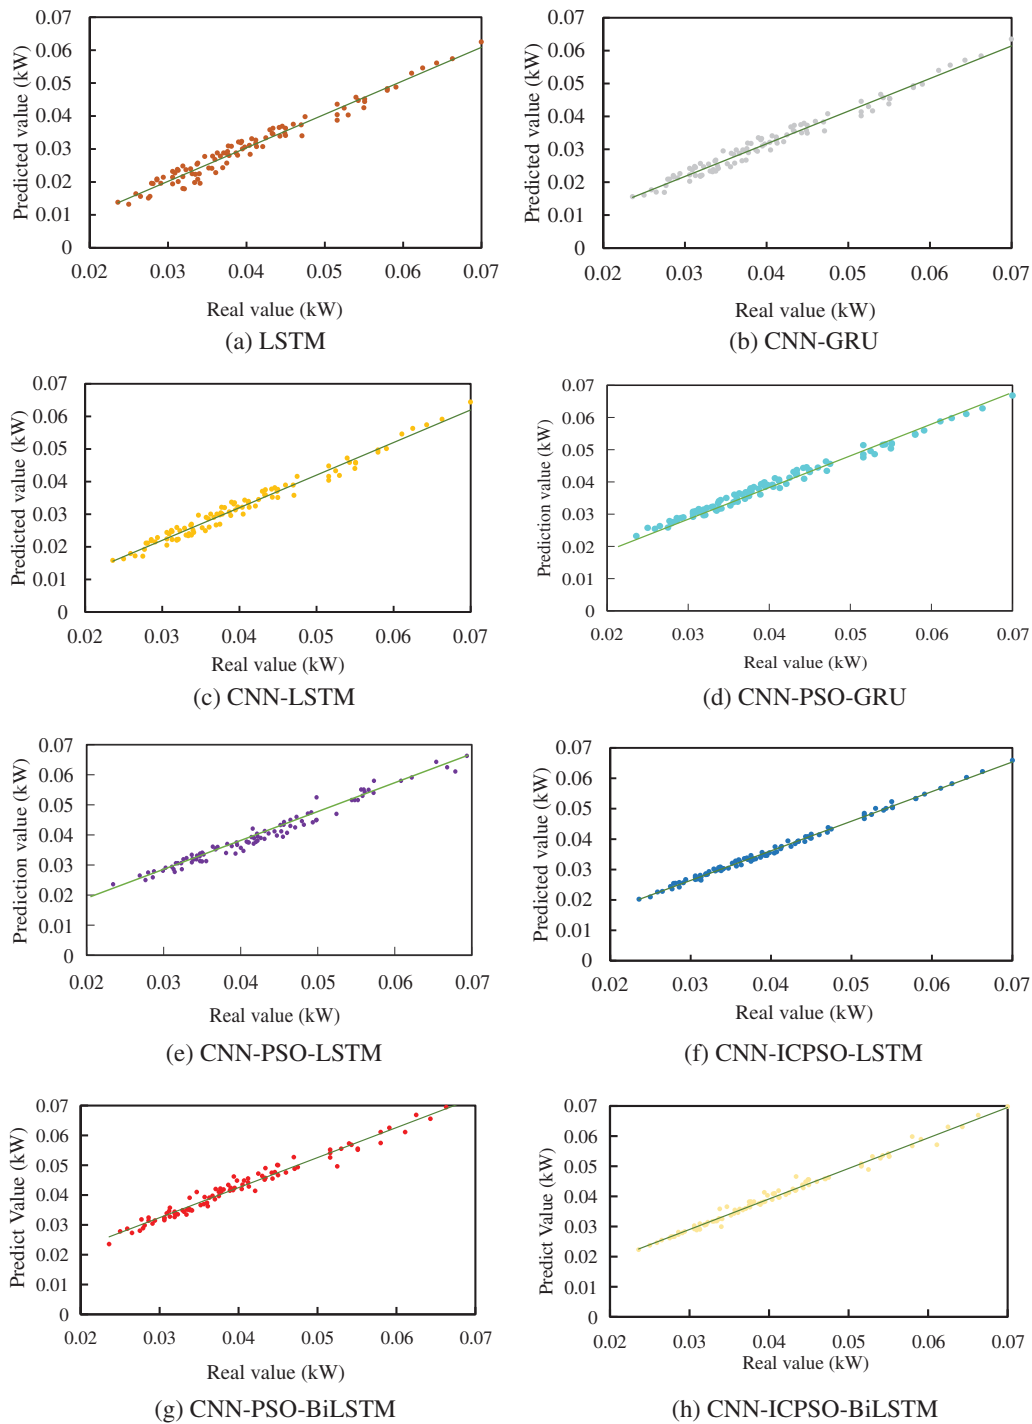 0.07
0.06
0.05
0.04
0.03
0.02
0.01
0
Predicted value (kW)
0.02 0.03 0.04 0.05 0.06 0.07
Real value (kW)
(a) LSTM
0.07
0.06
0.05
0.04
0.03
0.02
0.01
0
Predicted value (kW)
0.02 0.03 0.04 0.05 0.06 0.07
Real value (kW)
(b) CNN-GRU
0.07
0.06
0.05
0.04
0.03
0.02
0.01
0
Predicted value (kW)
0.02 0.03 0.04 0.05 0.06 0.07
Real value (kW)
(c) CNN-LSTM
0.07
0.06
0.05
0.04
0.03
0.02
0.01
0
Prediction value (kW)
0.02 0.03 0.04 0.05 0.06 0.07
Real value (kW)
(d) CNN-PSO-GRU
0.07
0.06
0.05
0.04
0.03
0.02
0.01
0
Prediction value (kW)
0.02 0.03 0.04 0.05 0.06 0.07
Real value (kW)
(e) CNN-PSO-LSTM
0.07
0.06
0.05
0.04
0.03
0.02
0.01
0
Predicted value (kW)
0.02 0.03 0.04 0.05 0.06 0.07
Real value (kW)
(f) CNN-ICPSO-LSTM
0.07
0.06
0.05
0.04
0.03
0.02
0.01
0
Predict Value (kW)
0.02 0.03 0.04 0.05 0.06 0.07
Real value (kW)
(g) CNN-PSO-BiLSTM
0.07
0.06
0.05
0.04
0.03
0.02
0.01
0
Predict Value (kW)
0.02 0.03 0.04 0.05 0.06 0.07
Real value (kW)
(h) CNN-ICPSO-BiLSTM